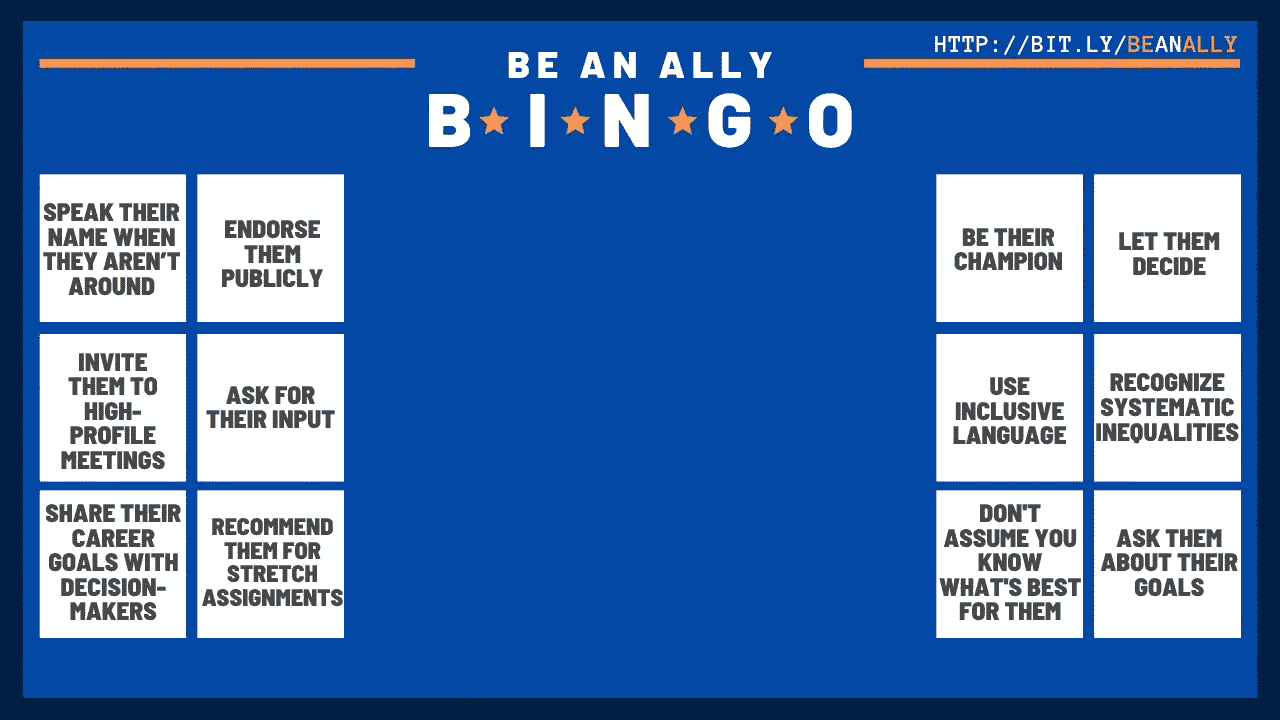 HTTP://BIT.LY/BEANALLY
BE AN ALLY
B I N G O
SPEAK THEIR
NAME WHEN
THEY AREN'T
AROUND
ENDORSE
THEM
PUBLICLY
BE THEIR
CHAMPION
LET THEM
DECIDE
INVITE
THEM TO
HIGH-
PROFILE
MEETINGS
ASK FOR
THEIR INPUT
USE
INCLUSIVE
LANGUAGE
RECOGNIZE
SYSTEMATIC
INEQUALITIES
SHARE THEIR
CAREER
GOALS WITH
DECISION-
MAKERS
RECOMMEND
THEM FOR
STRETCH
ASSIGNMENTS
DON'T
ASSUME YOU
KNOW
WHAT'S BEST
FOR THEM
ASK THEM
ABOUT THEIR
GOALS